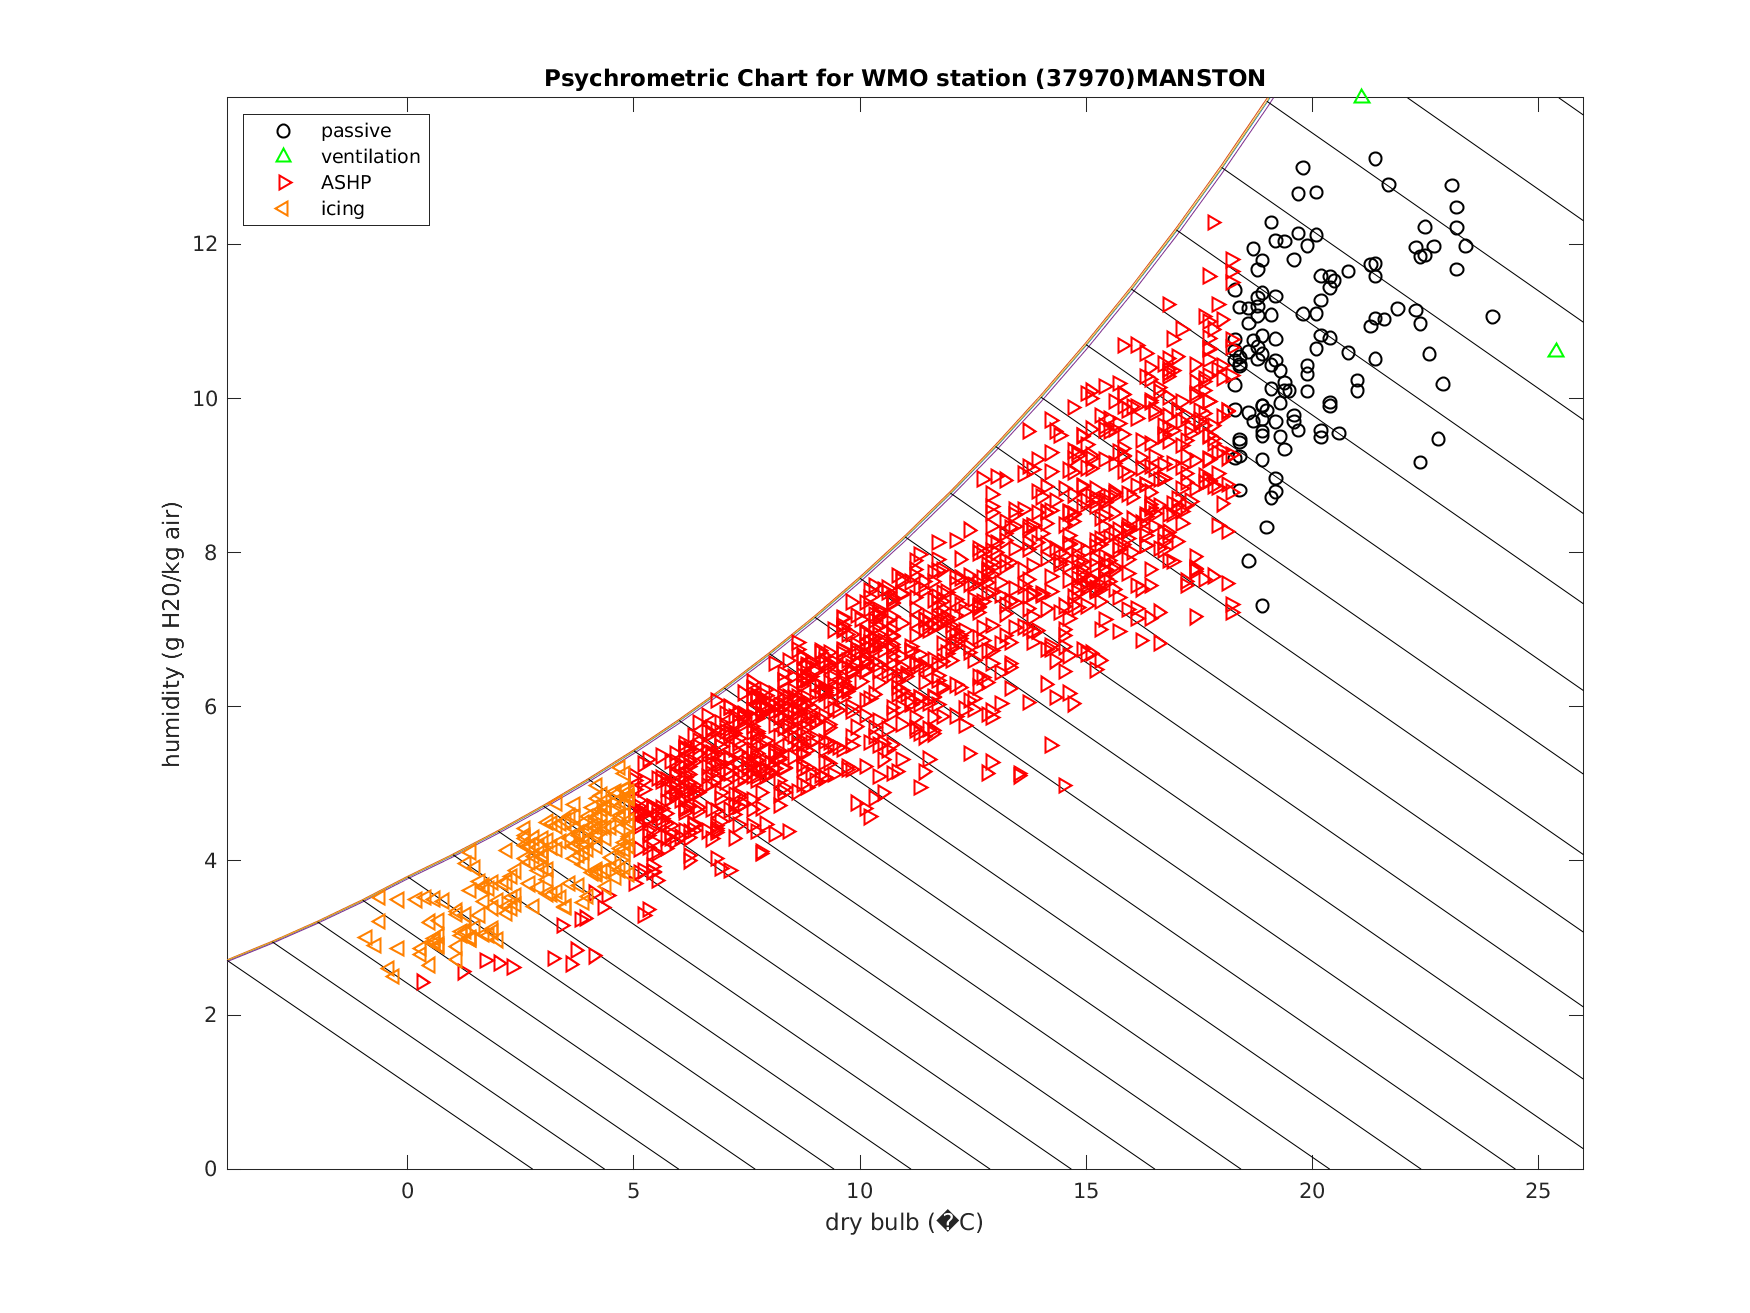 Psychrometric Chart for WMO station (37970)MANSTON
passive
ventilation
ASHP
icing
humidity (g H20/kg air)
12
10
8
6
4
2
0
0 5 10 15 20 25
dry bulb (�C)